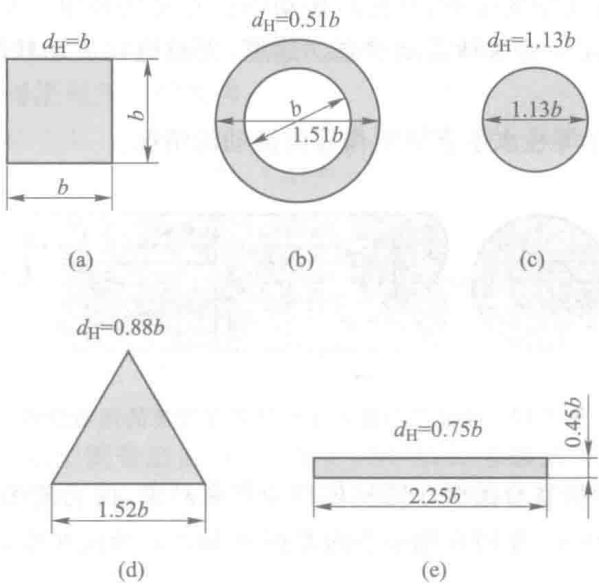 d_H=b
b
b
(a)
d_H=0.51b
b
1.51b
(b)
d_H=1.13b
1.13b
(c)
d_H=0.88b
1.52b
(d)
d_H=0.75b
0.45b
2.25b
(e)